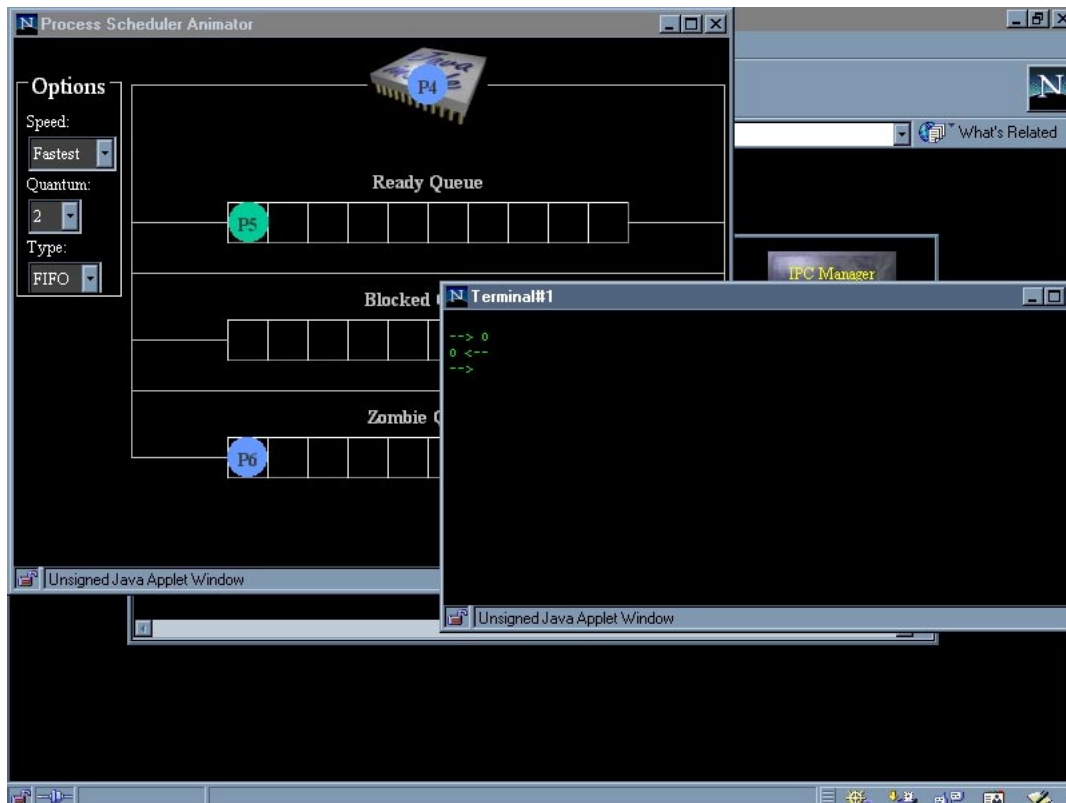 Process Scheduler Animator
P4
Options
Speed:
Fastest
Quantum:
2
Type:
FIFO
What's Related
Ready Queue
P5
IPC Manager
Blocked
Terminal#1
--> 0
0 <--
-->
Zombie
P6
Unsigned Java Applet Window
Unsigned Java Applet Window